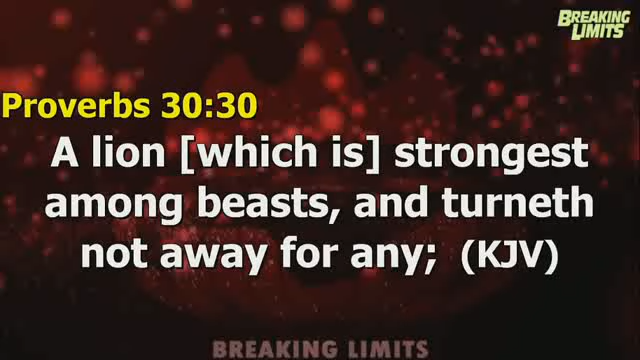 BREAKING
LIMITS
Proverbs 30:30
A lion [which is] strongest
among beasts, and turneth
not away for any; (KJV)
BREAKING LIMITS